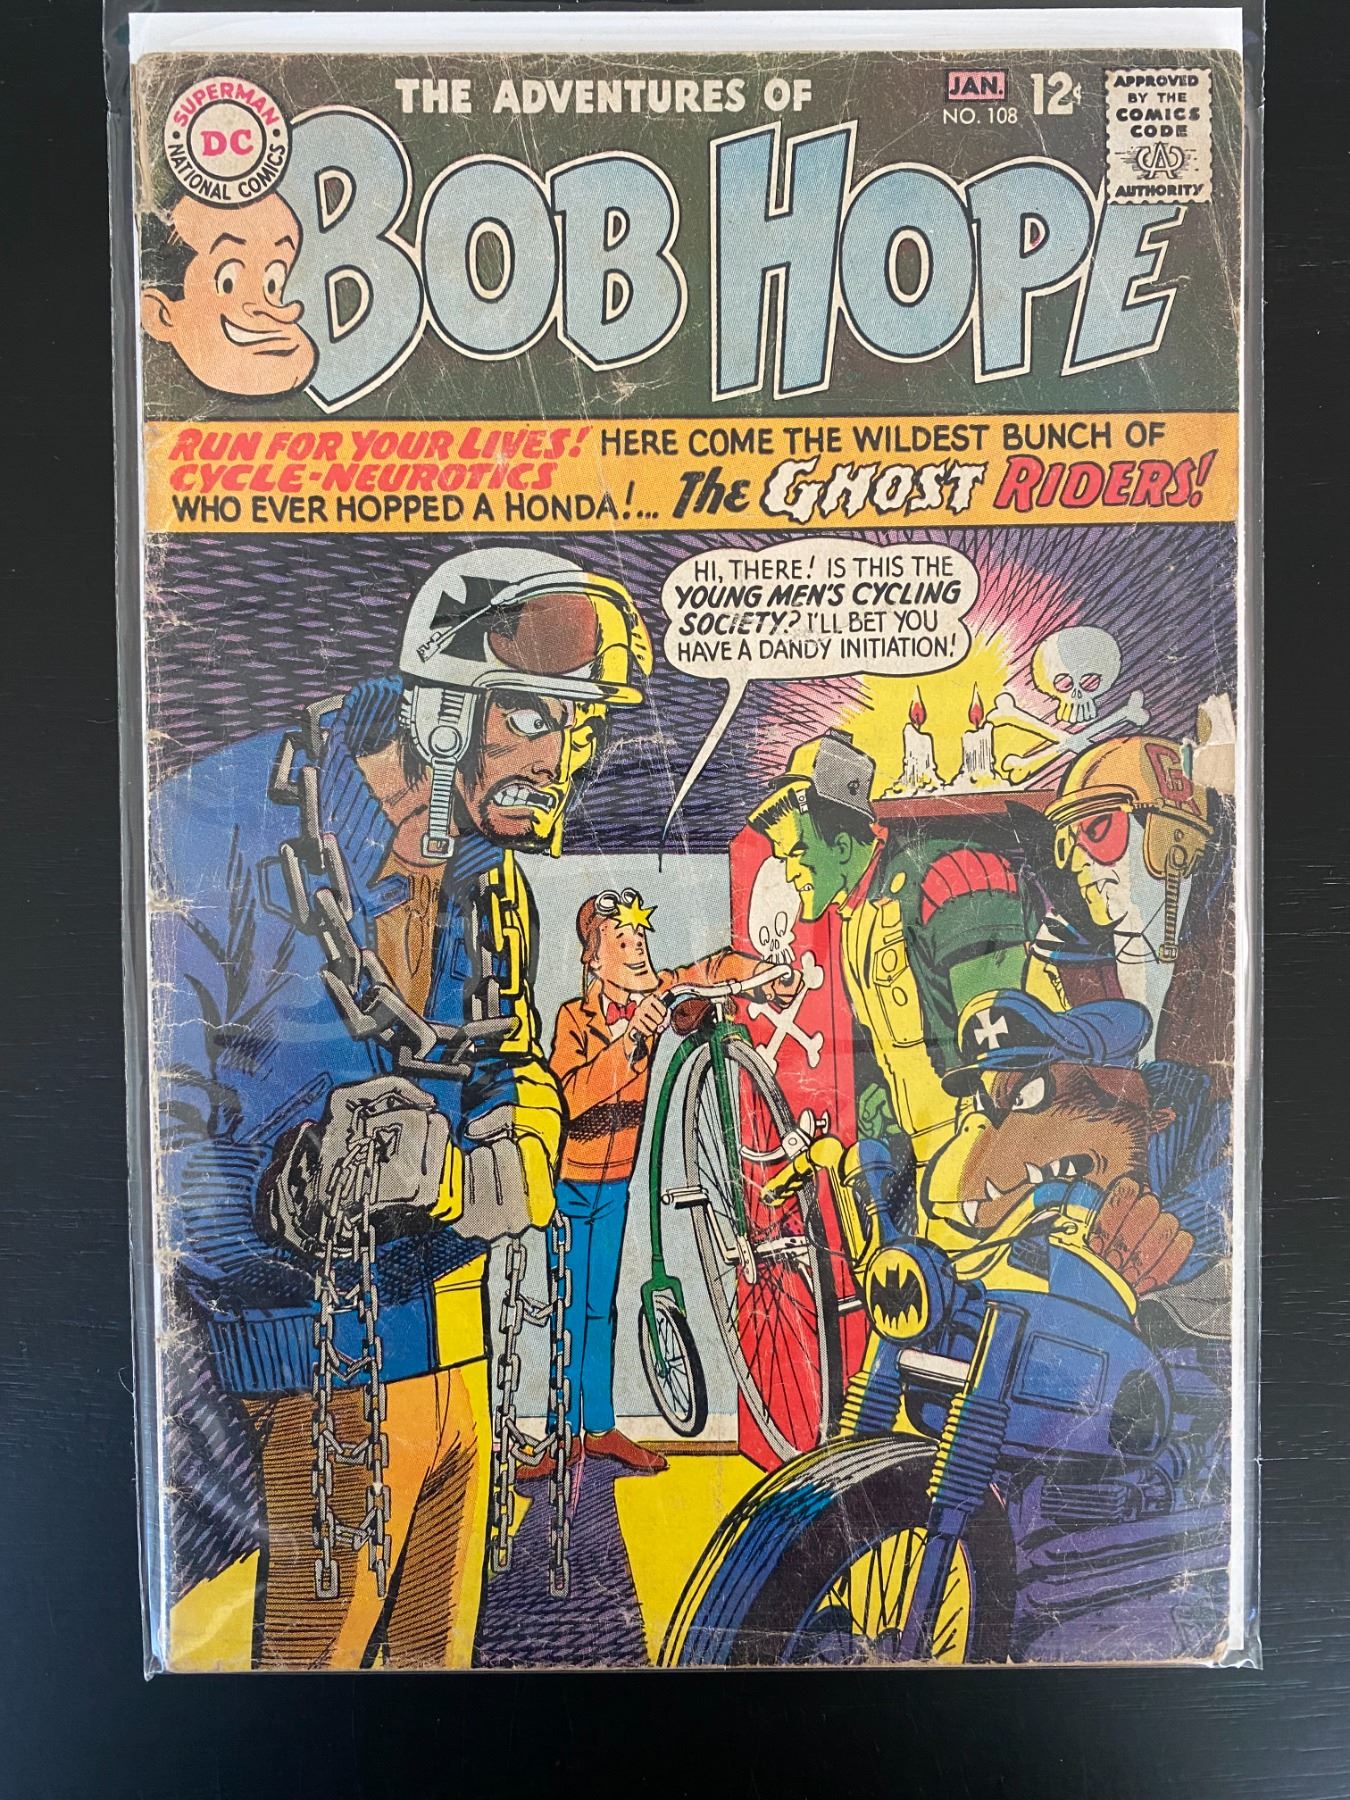 THE ADVENTURES OF
JAN.
NO. 108
12¢
APPROVED
BY THE
COMICS
CODE
CA
AUTHORITY
SUPERMAN
DC
NATIONAL COMICS
BOB HOPE
RUN FOR YOUR LIVES! HERE COME THE WILDEST BUNCH OF
CYCLE-NEUROTICS
WHO EVER HOPPED A HONDA!... THE GHOST RIDERS!
HI, THERE! IS THIS THE
YOUNG MEN'S CYCLING
SOCIETY? I'LL BET YOU
HAVE A DANDY INITIATION!
G